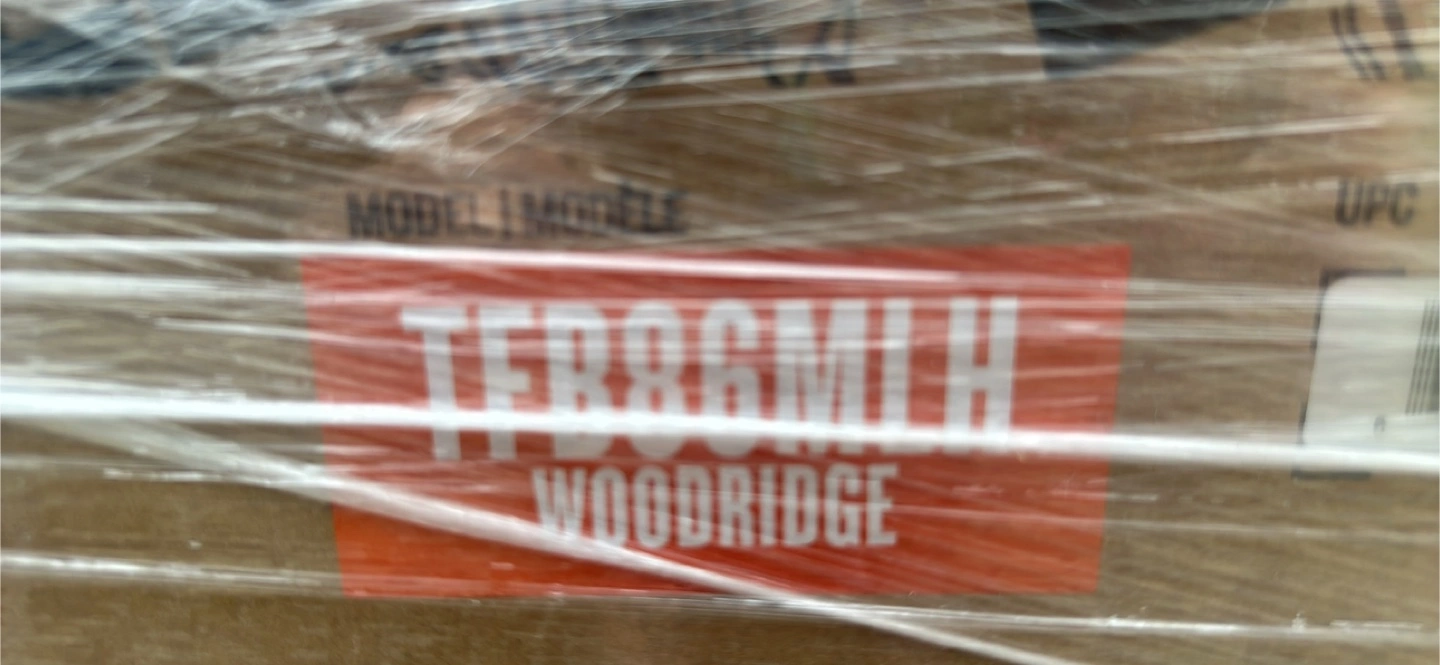 MODEL | MODÈLE
UPC
TFB86MLH
WOODRIDGE